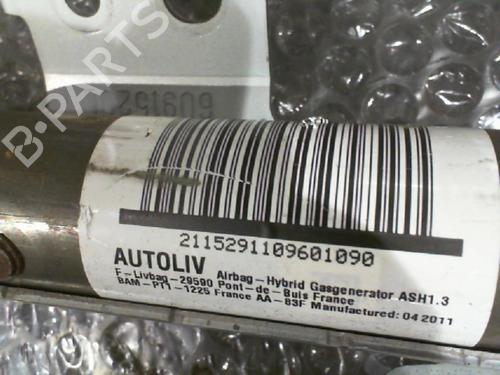 B-PARTS
2115291109601090
AUTOLIV Airbag-Hybrid Gasgenerator ASH1.3
F-Livbag-29590 Pont-de-Buis France
BAM-PT1-1225 France AA-83F Manufactured: 04 2011